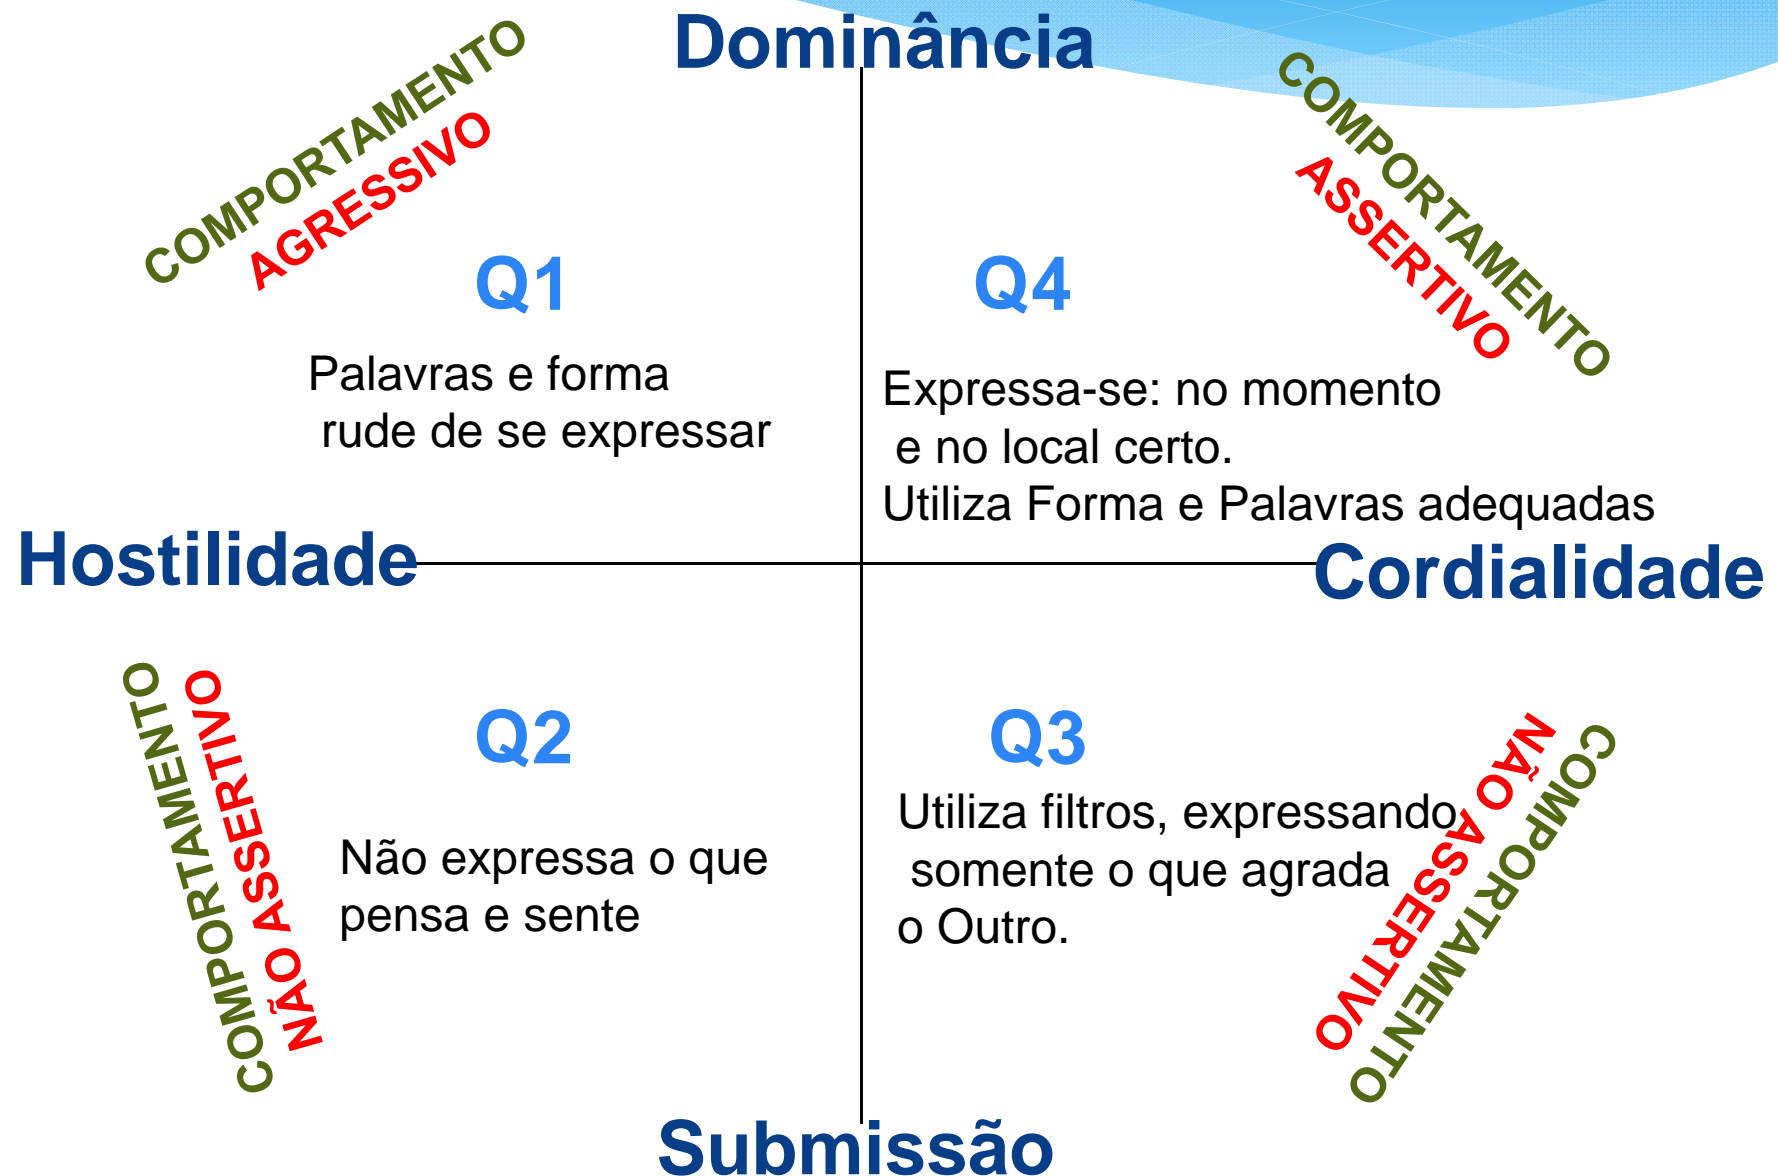 Dominância
COMPORTAMENTO
AGRESSIVO
COMPORTAMENTO
ASSERTIVO
Q1
Palavras e forma
rude de se expressar
Q4
Expressa-se: no momento
e no local certo.
Utiliza Forma e Palavras adequadas
Hostilidade
Cordialidade
COMPORTAMENTO
NÃO ASSERTIVO
Q2
Não expressa o que
pensa e sente
Q3
Utiliza filtros, expressando
somente o que agrada
o Outro.
COMPORTAMENTO
NÃO ASSERTIVO
Submissão